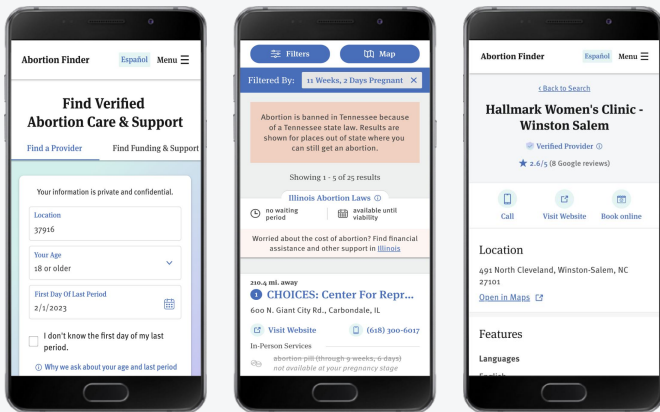 Abortion Finder
Español
Menu
Find Verified
Abortion Care & Support
Find a Provider
Find Funding & Support
Your information is private and confidential.
Location
37916
Your Age
18 or older
First Day Of Last Period
2/1/2023
I don't know the first day of my last
period.
Why we ask about your age and last period
Filters
Map
Filtered By:
11 Weeks, 2 Days Pregnant ×
Abortion is banned in Tennessee because
of a Tennessee state law. Results are
shown for places out of state where you
can still get an abortion.
Showing 1 - 5 of 25 results
Illinois Abortion Laws
no waiting
period
available until
viability
Worried about the cost of abortion? Find financial
assistance and other support in Illinois
210.4 mi. away
1 CHOICES: Center For Repr...
600 N. Giant City Rd., Carbondale, IL
Visit Website
(618) 300-6017
In-Person Services
abortion pill (through 9 weeks, 6 days)
not available at your pregnancy stage
Abortion Finder
Español
Menu
‹ Back to Search
Hallmark Women's Clinic -
Winston Salem
Verified Provider
2.6/5 (8 Google reviews)
Call
Visit Website
Book online
Location
491 North Cleveland, Winston-Salem, NC
27101
Open in Maps
Features
Languages
English